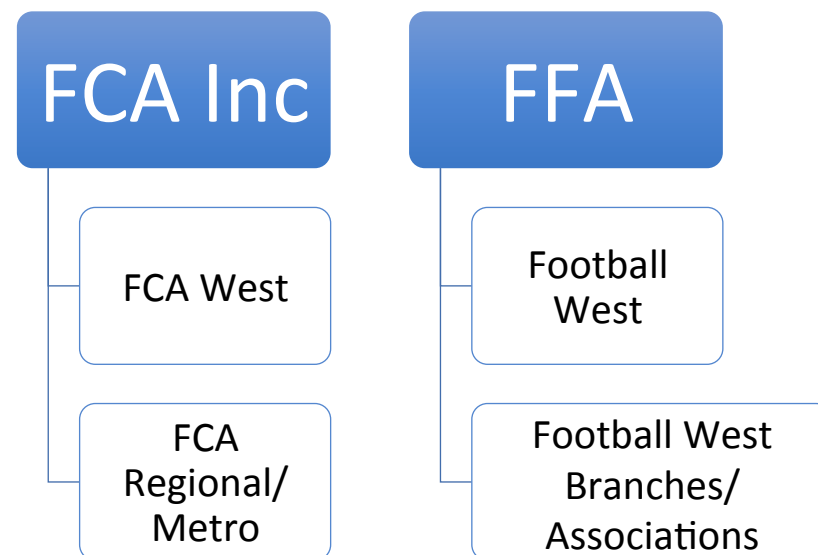 FCA Inc
FCA West
FCA
Regional/
Metro
FFA
Football
West
Football West
Branches/
Associations